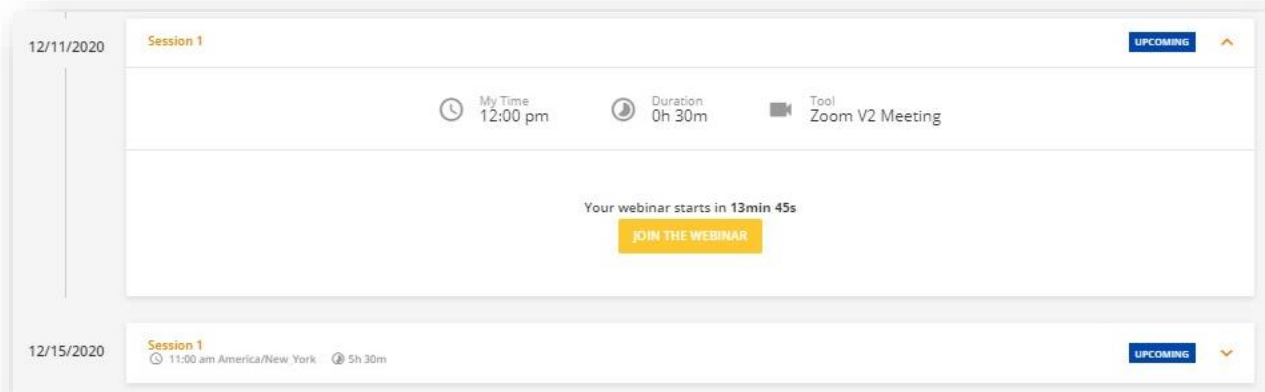 12/11/2020
Session 1
UPCOMING
My Time
12:00 pm
Duration
0h 30m
Tool
Zoom V2 Meeting
Your webinar starts in 13min 45s
JOIN THE WEBINAR
12/15/2020
Session 1
11:00 am America/New_York 5h 30m
UPCOMING